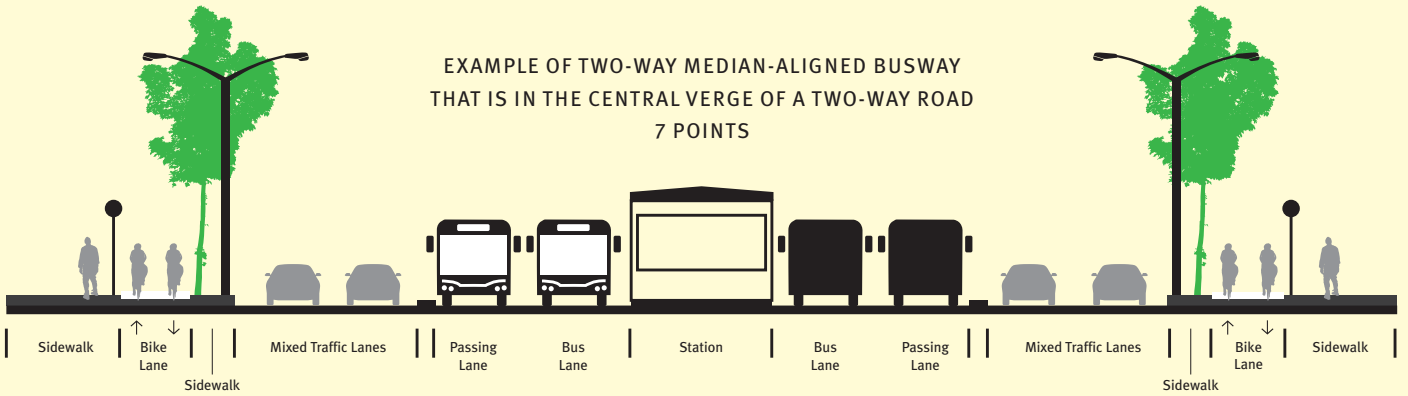 EXAMPLE OF TWO-WAY MEDIAN-ALIGNED BUSWAY
THAT IS IN THE CENTRAL VERGE OF A TWO-WAY ROAD
7 POINTS
Sidewalk
Bike
Lane
Sidewalk
Mixed Traffic Lanes
Passing
Lane
Bus
Lane
Station
Bus
Lane
Passing
Lane
Mixed Traffic Lanes
Sidewalk
Bike
Lane
Sidewalk